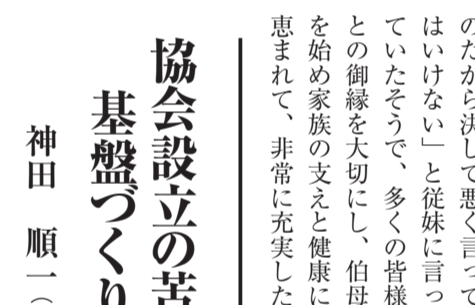 のだから決して悪く言って
はいけない」と従妹に言っ
ていたそうで、多くの皆様
との御縁を大切にし、伯母
を始め家族の支えと健康に
恵まれて、非常に充実した
協会設立の苦
基盤づくり
神田　順一（